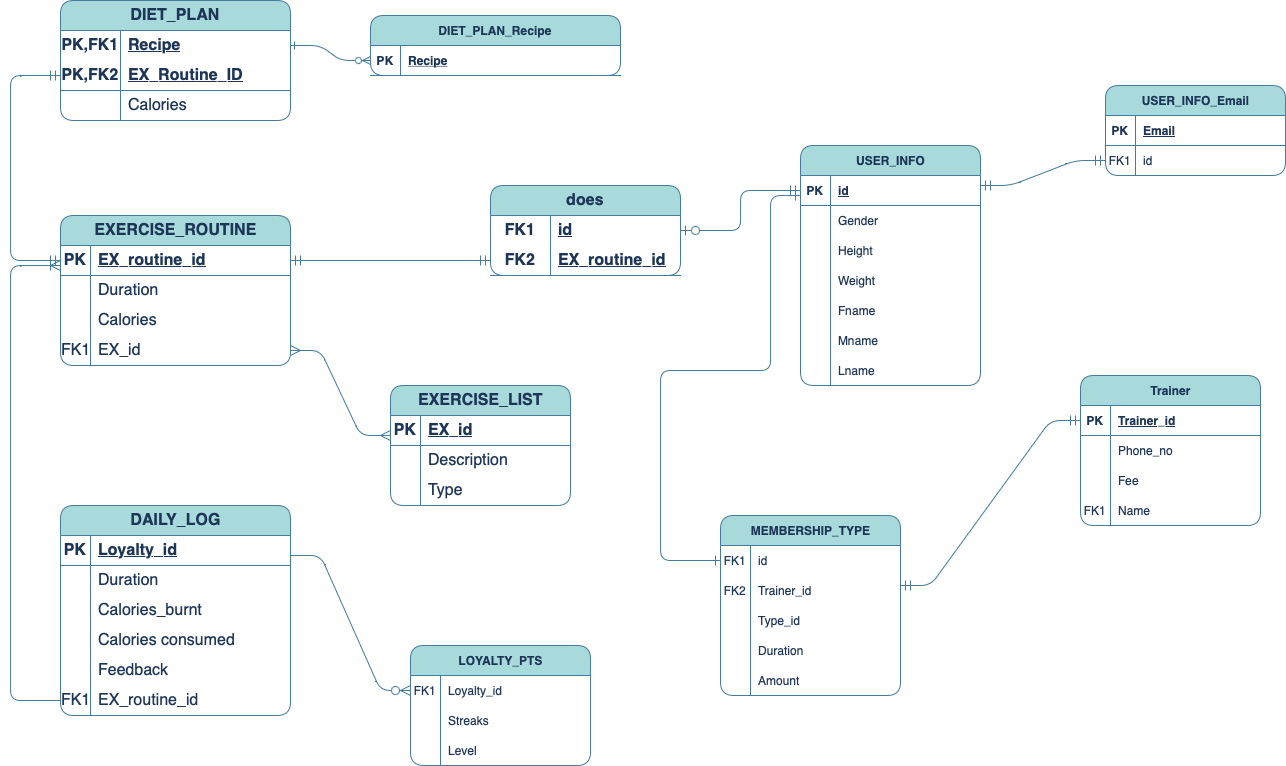 DIET_PLAN
PK,FK1 Recipe
PK,FK2 EX_Routine_ID
Calories
DIET_PLAN_Recipe
PK Recipe
USER_INFO_Email
PK Email
FK1 id
USER_INFO
PK id
Gender
Height
Weight
Fname
Mname
Lname
does
FK1 id
FK2 EX_routine_id
EXERCISE_ROUTINE
PK EX_routine_id
Duration
Calories
FK1 EX_id
EXERCISE_LIST
PK EX_id
Description
Type
Trainer
PK Trainer_id
Phone_no
Fee
FK1 Name
DAILY_LOG
PK Loyalty_id
Duration
Calories_burnt
Calories consumed
Feedback
FK1 EX_routine_id
MEMBERSHIP_TYPE
FK1 id
FK2 Trainer_id
Type_id
Duration
Amount
LOYALTY_PTS
FK1 Loyalty_id
Streaks
Level